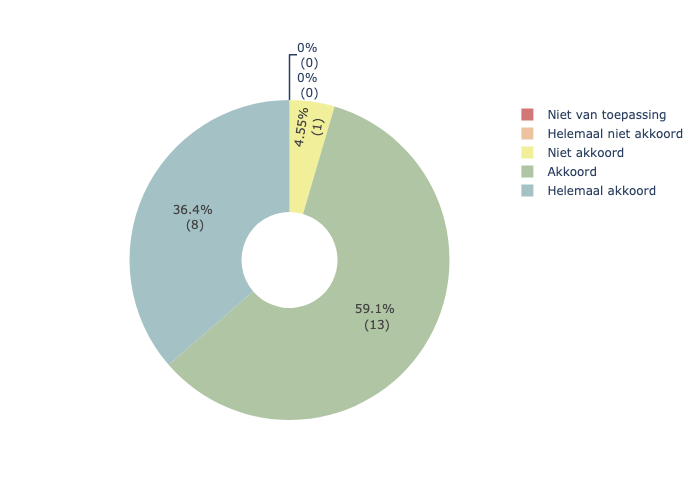 0%
(0)
0%
(0)
4.55%
(1)
36.4%
(8)
59.1%
(13)
Niet van toepassing
Helemaal niet akkoord
Niet akkoord
Akkoord
Helemaal akkoord